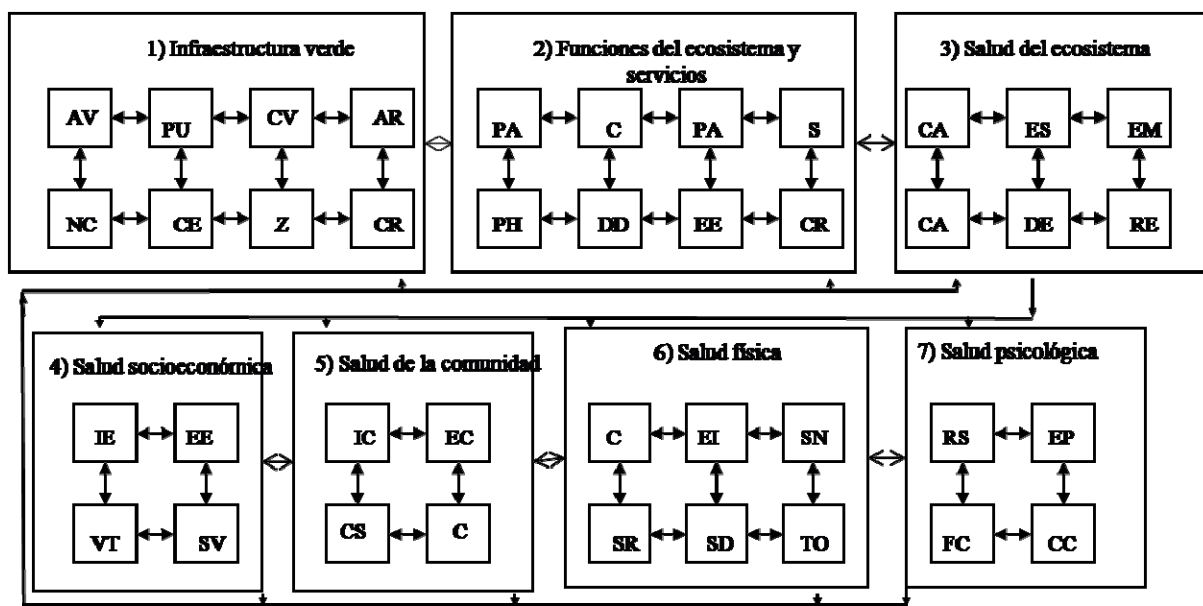 1) Infraestructura verde
AV PU CV AR
NC CE Z CR
2) Funciones del ecosistema y
servicios
PA C PA S
PH DD EE CR
3) Salud del ecosistema
CA ES EM
CA DE RE
4) Salud socioeconómica
IE EE
VT SV
5) Salud de la comunidad
IC EC
CS C
6) Salud física
C EI SN
SR SD TO
7) Salud psicológica
RS EP
FC CC